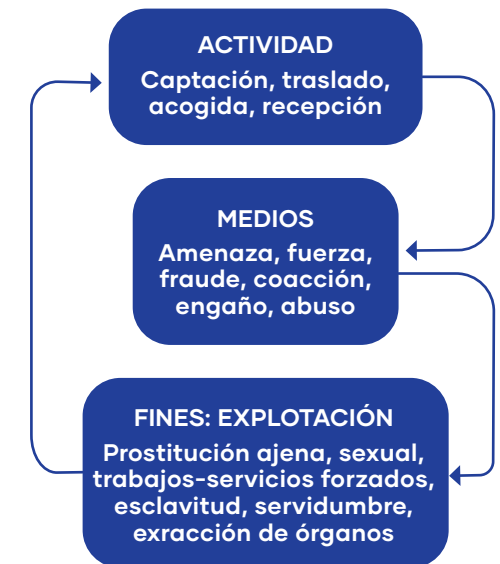 ACTIVIDAD
Captación, traslado,
acogida, recepción
MEDIOS
Amenaza, fuerza,
fraude, coacción,
engaño, abuso
FINES: EXPLOTACIÓN
Prostitución ajena, sexual,
trabajos-servicios forzados,
esclavitud, servidumbre,
exracción de órganos